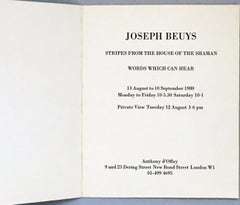 JOSEPH BEUYS
STRIPES FROM THE HOUSE OF THE SHAMAN
WORDS WHICH CAN HEAR
13 August to 10 September 1980
Monday to Friday 10-5.30 Saturday 10-1
Private View Tuesday 12 August 3-6 pm
Anthony d'Offay
9 and 23 Dering Street New Bond Street London W1
01-499 4695